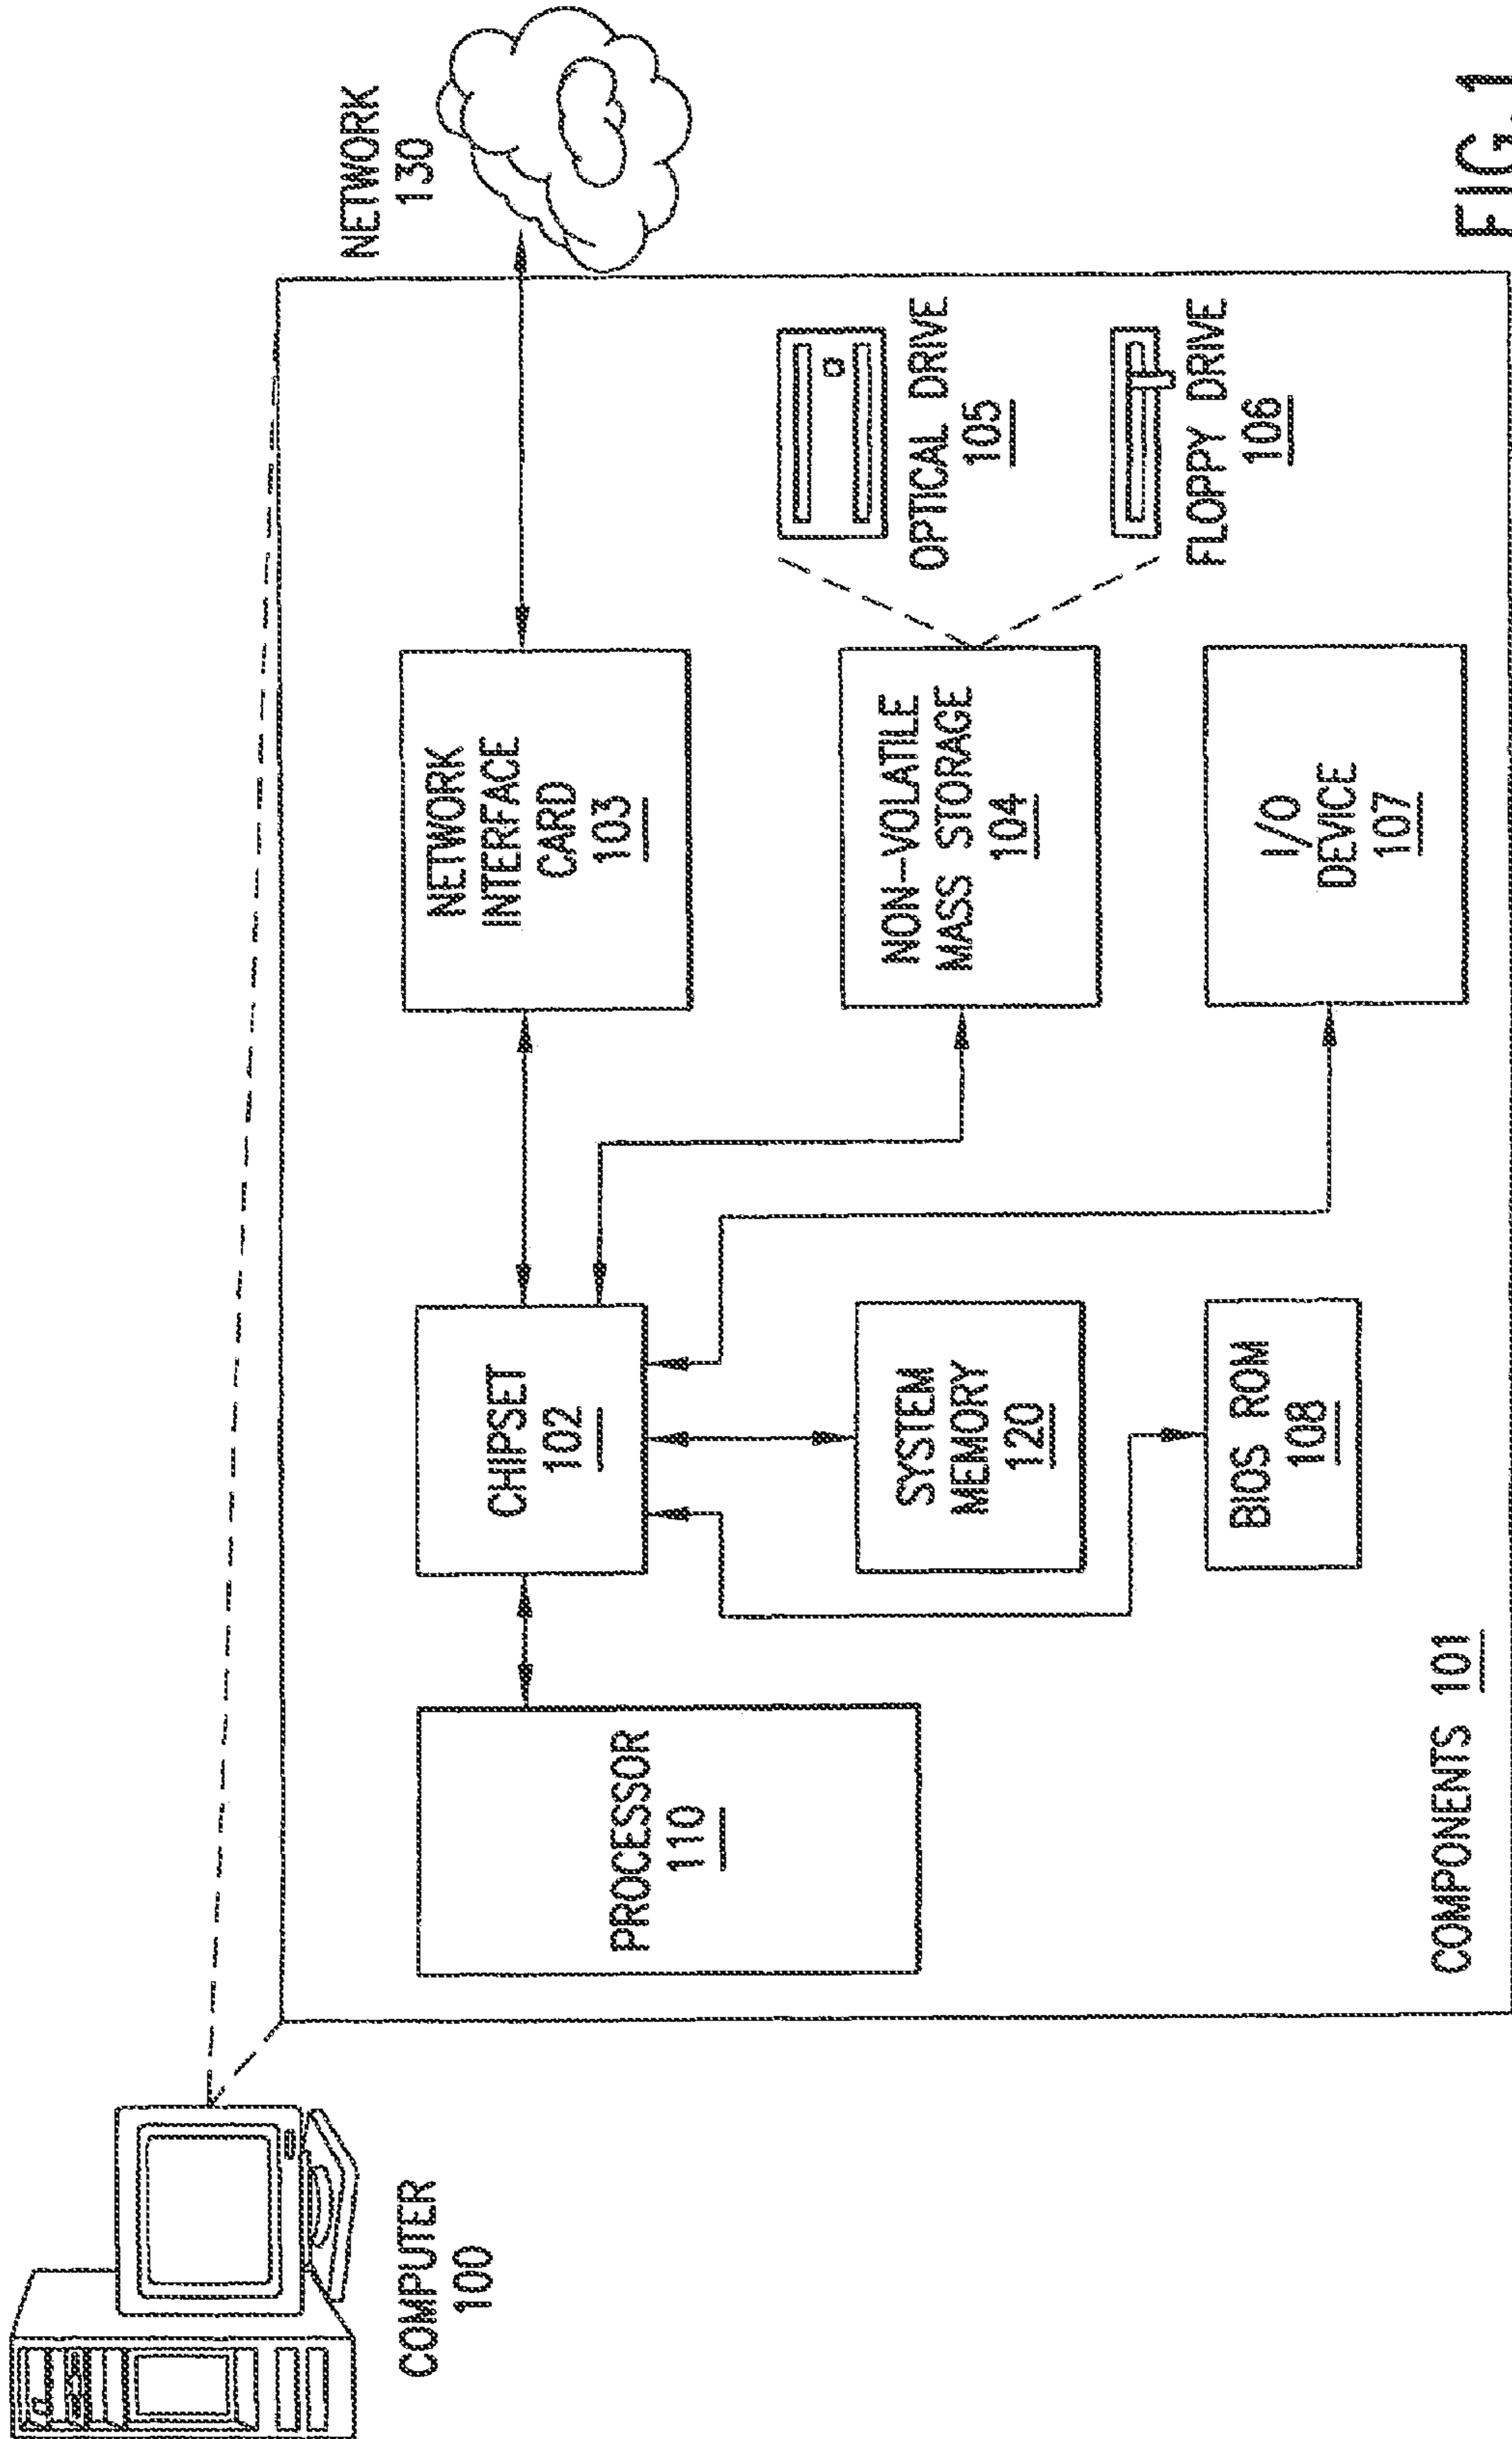 COMPUTER
100
NETWORK
130
PROCESSOR
110
CHIPSET
102
NETWORK
INTERFACE
CARD
103
SYSTEM
MEMORY
120
NON-VOLATILE
MASS STORAGE
104
OPTICAL DRIVE
105
BIOS ROM
108
I/O
DEVICE
107
FLOPPY DRIVE
106
COMPONENTS 101
FIG.1